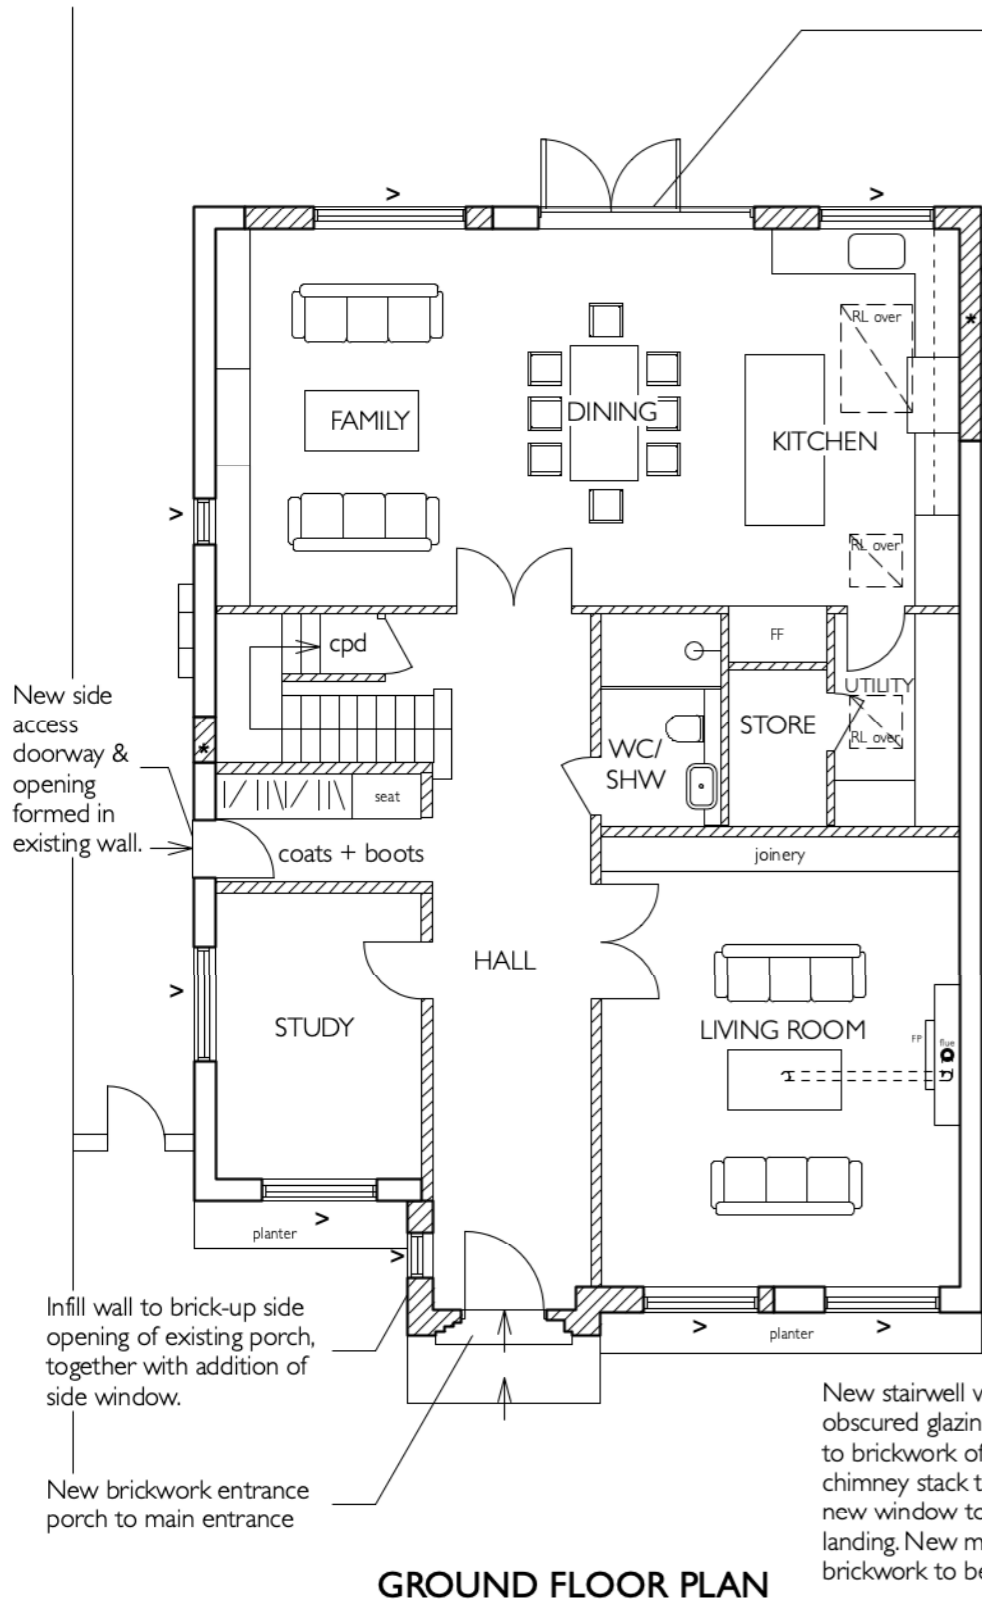 RL over
FAMILY
DINING
KITCHEN
RL over
cpd
FF
New side
access
doorway &
opening
formed in
existing wall.
UTILITY
STORE
RL over
WC/
SHW
seat
coats + boots
joinery
HALL
STUDY
LIVING ROOM
FP
flue
planter
Infill wall to brick-up side
opening of existing porch,
together with addition of
side window.
planter
New stairwell
obscured glazin
to brickwork of
chimney stack t
new window to
landing. New m
brickwork to be
New brickwork entrance
porch to main entrance
GROUND FLOOR PLAN